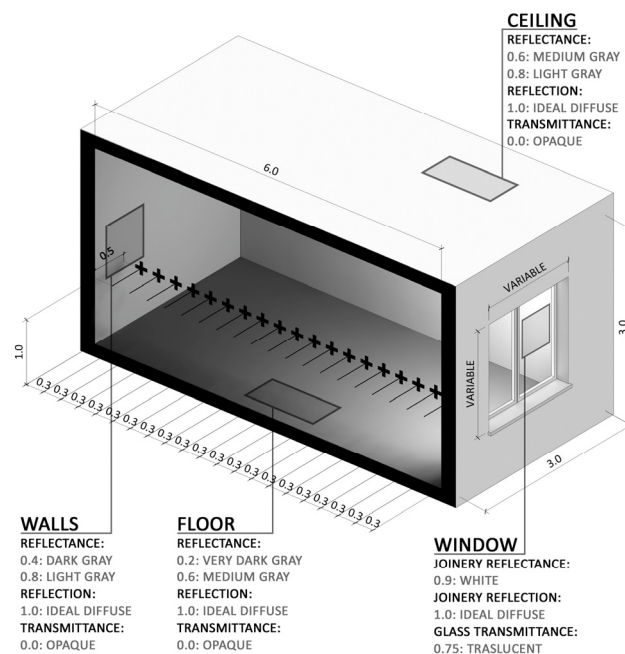 CEILING
REFLECTANCE:
0.6: MEDIUM GRAY
0.8: LIGHT GRAY
REFLECTION:
1.0: IDEAL DIFFUSE
TRANSMITTANCE:
0.0: OPAQUE
6.0
0.5
VARIABLE
VARIABLE
3.0
1.0
3.0
0.3 0.3 0.3 0.3 0.3 0.3 0.3 0.3 0.3 0.3 0.3 0.3 0.3 0.3 0.3 0.3 0.3 0.3 0.3 0.3
WALLS
REFLECTANCE:
0.4: DARK GRAY
0.8: LIGHT GRAY
REFLECTION:
1.0: IDEAL DIFFUSE
TRANSMITTANCE:
0.0: OPAQUE
FLOOR
REFLECTANCE:
0.2: VERY DARK GRAY
0.6: MEDIUM GRAY
REFLECTION:
1.0: IDEAL DIFFUSE
TRANSMITTANCE:
0.0: OPAQUE
WINDOW
JOINERY REFLECTANCE:
0.9: WHITE
JOINERY REFLECTION:
1.0: IDEAL DIFFUSE
GLASS TRANSMITTANCE:
0.75: TRASLUCENT